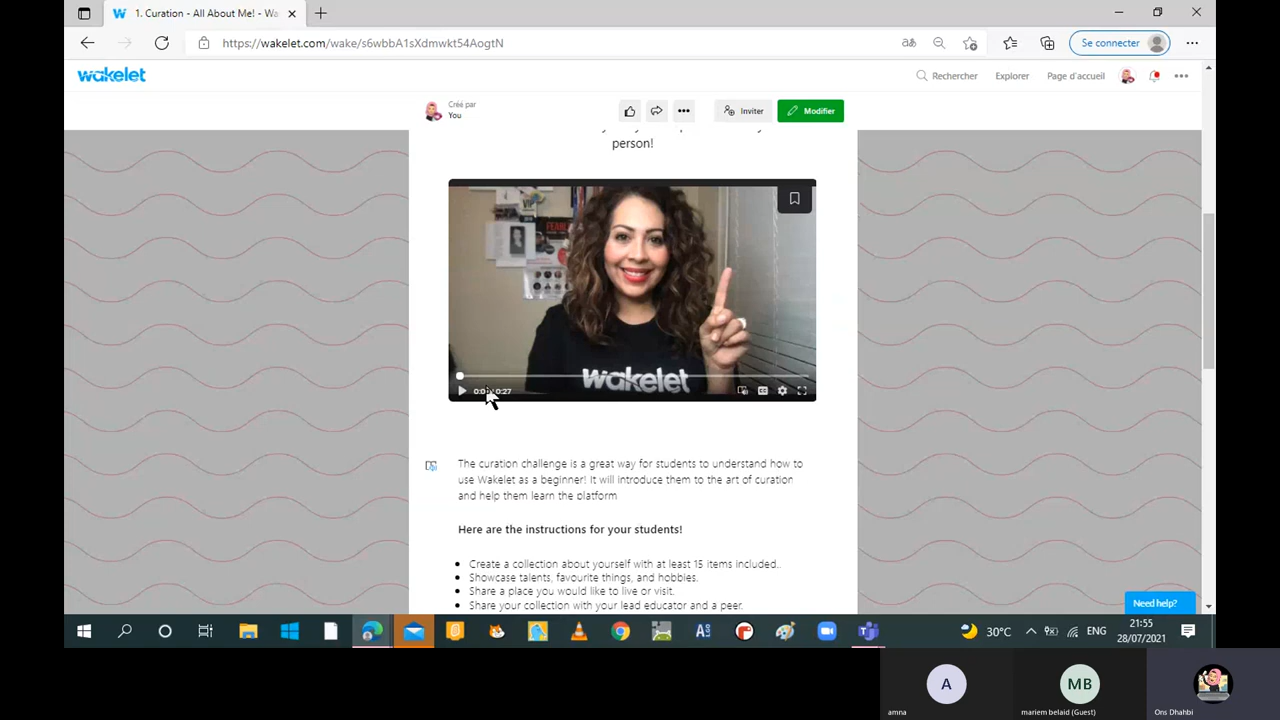 1. Curation - All About Me! - Wa
https://wakelet.com/wake/s6wbbA1sXdmwkt54AogtN
Se connecter
wakelet
Rechercher
Explorer
Page d'accueil
Créé par
You
Inviter
Modifier
person!
VIP
wakelet
0:27
The curation challenge is a great way for students to understand how to
use Wakelet as a beginner! It will introduce them to the art of curation
and help them learn the platform
Here are the instructions for your students!
Create a collection about yourself with at least 15 items included..
Showcase talents, favourite things, and hobbies.
Share a place you would like to live or visit.
Share your collection with your lead educator and a peer.
Need help?
30°C
ENG
21:55
28/07/2021
A
MB
amna
mariem belaid (Guest)
Ons Dhahbi